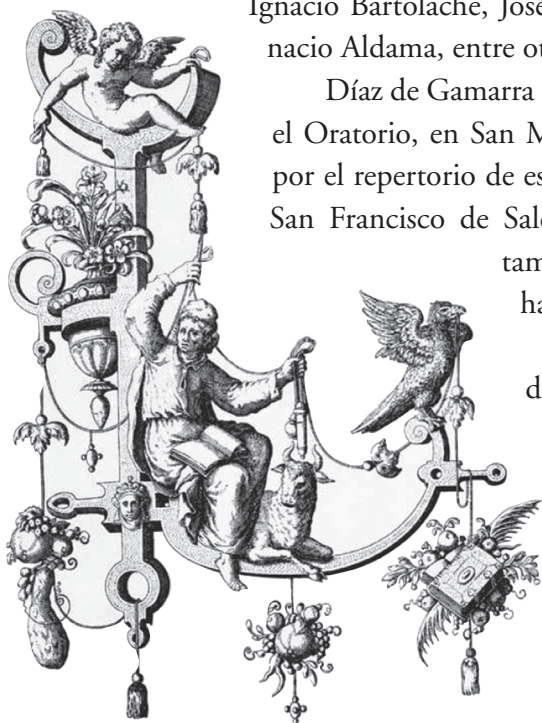 Ignacio Bartolache, José
nacio Aldama, entre ot
Díaz de Gamarra
el Oratorio, en San M
por el repertorio de es
San Francisco de Sal
tam
ha
d